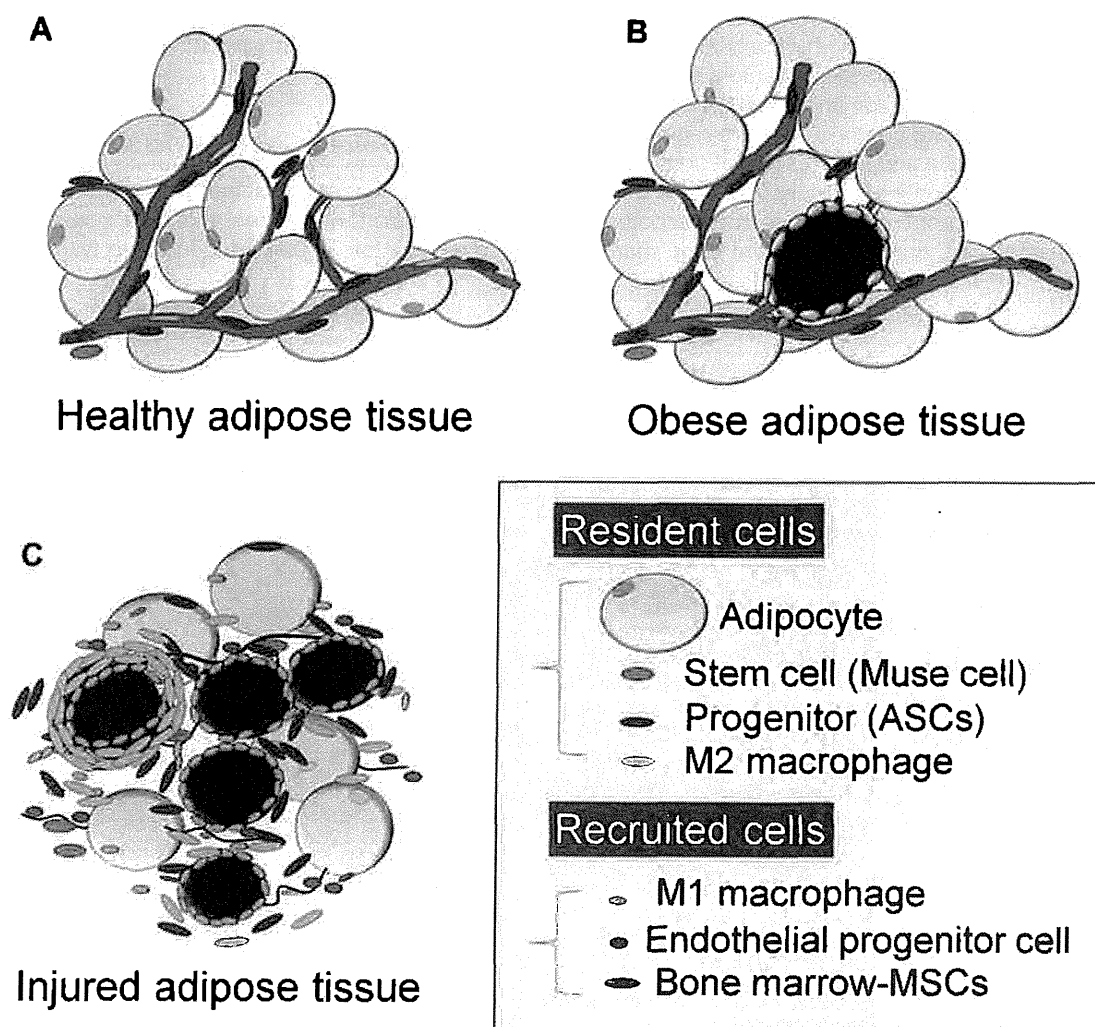 A
B
Healthy adipose tissue
Obese adipose tissue
C
Injured adipose tissue
Resident cells
Adipocyte
Stem cell (Muse cell)
Progenitor (ASCs)
M2 macrophage
Recruited cells
M1 macrophage
Endothelial progenitor cell
Bone marrow-MSCs